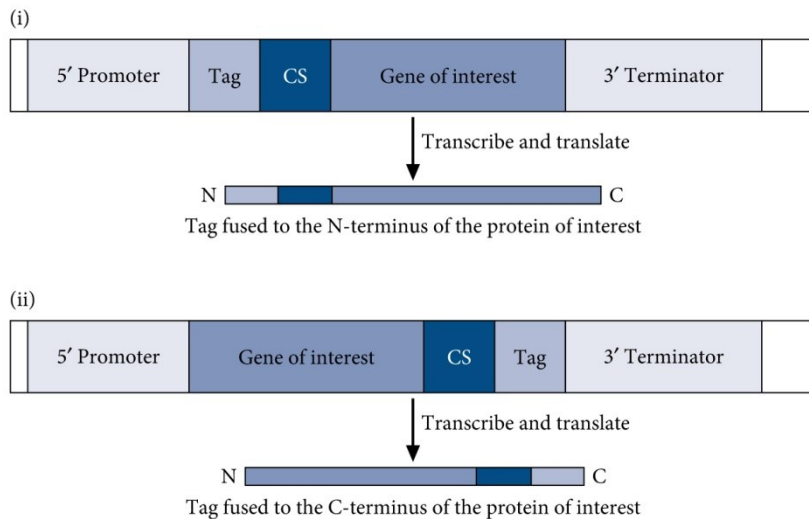 (i)
5′ Promoter Tag CS Gene of interest 3′ Terminator
Transcribe and translate
N C
Tag fused to the N-terminus of the protein of interest
(ii)
5′ Promoter Gene of interest CS Tag 3′ Terminator
Transcribe and translate
N C
Tag fused to the C-terminus of the protein of interest